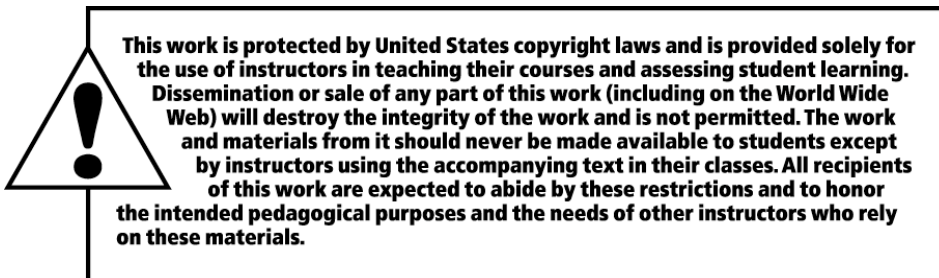 This work is protected by United States copyright laws and is provided solely for
the use of instructors in teaching their courses and assessing student learning.
Dissemination or sale of any part of this work (including on the World Wide
Web) will destroy the integrity of the work and is not permitted. The work
and materials from it should never be made available to students except
by instructors using the accompanying text in their classes. All recipients
of this work are expected to abide by these restrictions and to honor
the intended pedagogical purposes and the needs of other instructors who rely
on these materials.